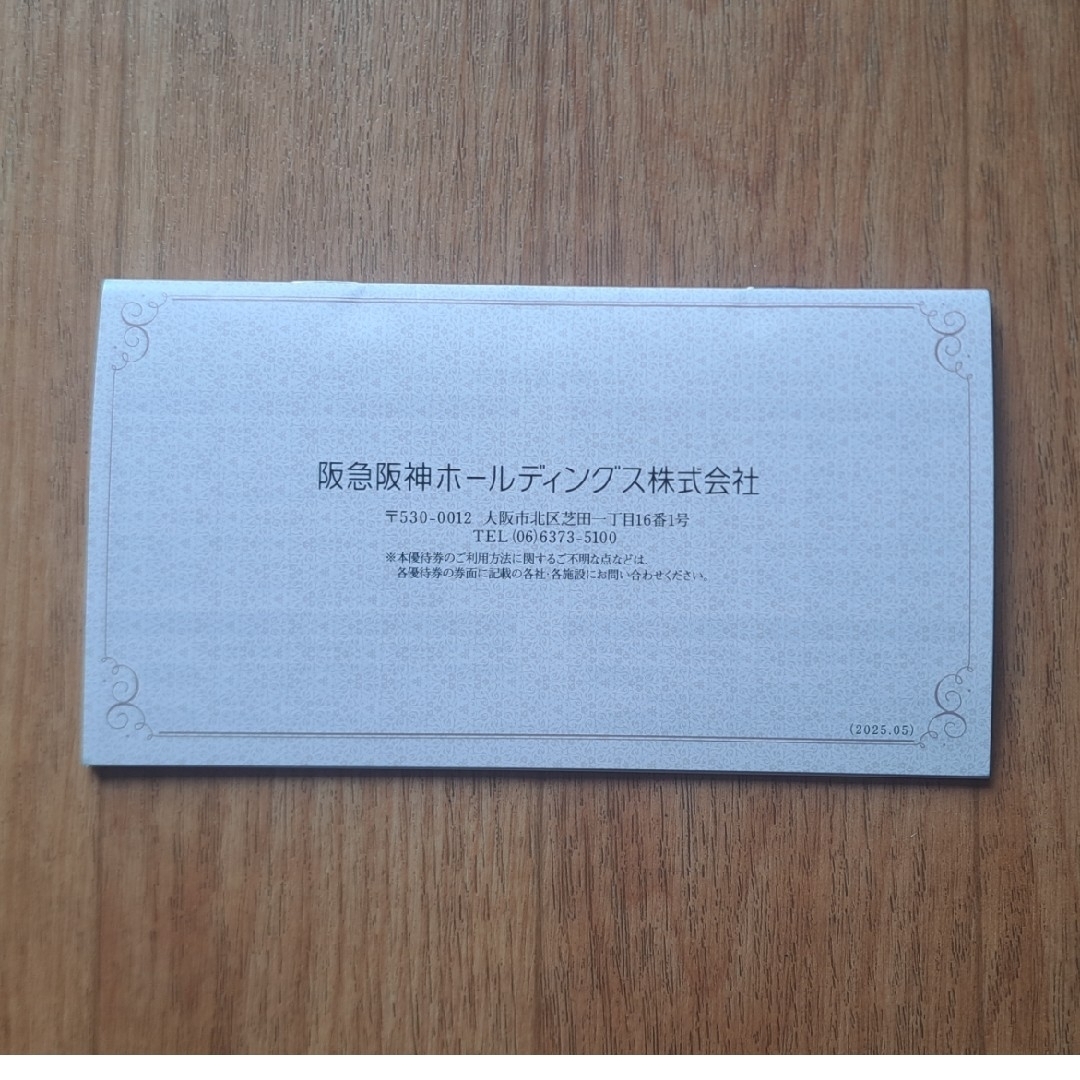 阪急阪神ホールディングス株式会社
〒530-0012 大阪市北区芝田一丁目16番1号
TEL(06)6373-5100
※本優待券のご利用方法に関するご不明な点などは、
各優待券の券面に記載の各社・各施設にお問い合わせください。
(2025.05)